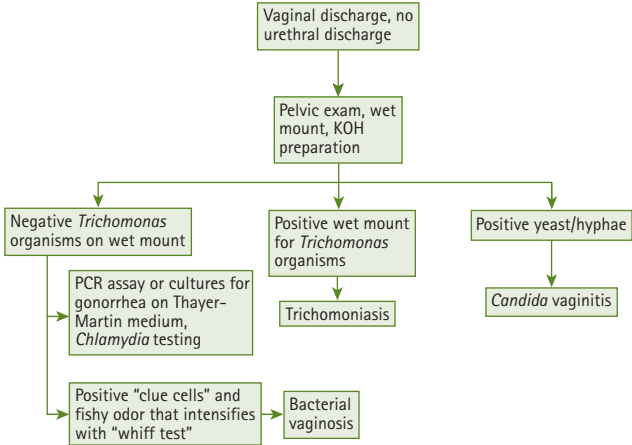 Vaginal discharge, no
urethral discharge
Pelvic exam, wet
mount, KOH
preparation
Negative Trichomonas
organisms on wet mount
Positive wet mount
for Trichomonas
organisms
Positive yeast/hyphae
PCR assay or cultures for
gonorrhea on Thayer-
Martin medium,
Chlamydia testing
Trichomoniasis
Candida vaginitis
Positive “clue cells” and
fishy odor that intensifies
with “whiff test”
Bacterial
vaginosis